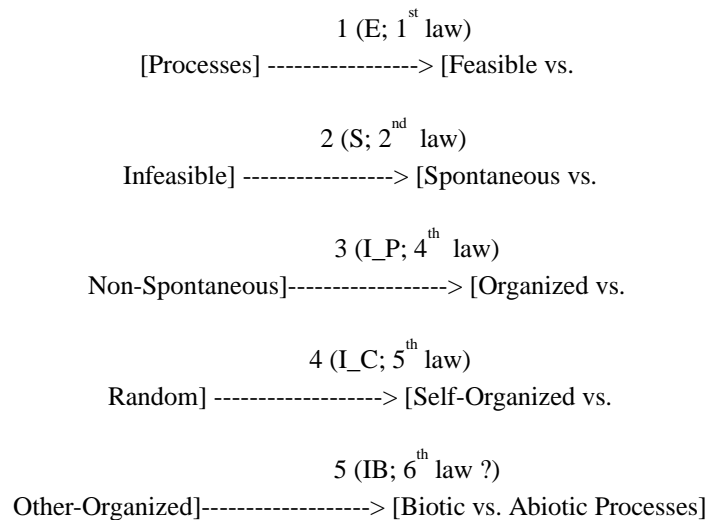 1 (E; 1st law)
[Processes] -----------------> [Feasible vs.
2 (S; 2nd law)
Infeasible] -----------------> [Spontaneous vs.
3 (I_P; 4th law)
Non-Spontaneous]------------------> [Organized vs.
4 (I_C; 5th law)
Random] -------------------> [Self-Organized vs.
5 (IB; 6th law ?)
Other-Organized]-------------------> [Biotic vs. Abiotic Processes]